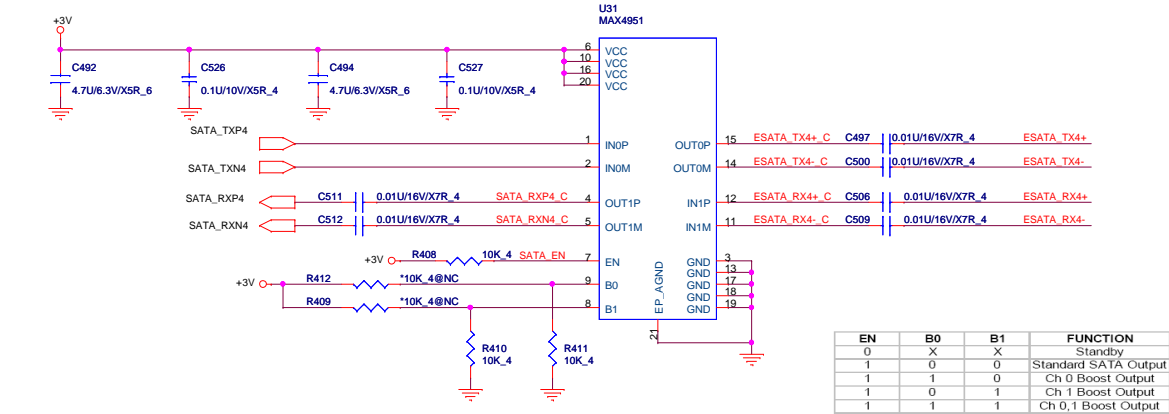 U31
MAX4951
+3V
C492
4.7U/6.3V/X5R_6
C526
0.1U/10V/X5R_4
C494
4.7U/6.3V/X5R_6
C527
0.1U/10V/X5R_4
6 VCC
10 VCC
16 VCC
20 VCC
SATA_TXP4 1 IN0P
SATA_TXN4 2 IN0M
SATA_RXP4 C511 0.01U/16V/X7R_4 SATA_RXP4_C 4 OUT1P
SATA_RXN4 C512 0.01U/16V/X7R_4 SATA_RXN4_C 5 OUT1M
OUT0P 15 ESATA_TX4+_C C497 0.01U/16V/X7R_4 ESATA_TX4+
OUT0M 14 ESATA_TX4-_C C500 0.01U/16V/X7R_4 ESATA_TX4-
IN1P 12 ESATA_RX4+_C C506 0.01U/16V/X7R_4 ESATA_RX4+
IN1M 11 ESATA_RX4-_C C509 0.01U/16V/X7R_4 ESATA_RX4-
+3V R408 10K_4 SATA_EN 7 EN
+3V R412 *10K_4@NC 9 B0
R409 *10K_4@NC 8 B1
GND 3
GND 13
GND 17
GND 18
GND 19
EP_AGND
21
R410
10K_4
R411
10K_4
EN B0 B1 FUNCTION
0 X X Standby
1 0 0 Standard SATA Output
1 1 0 Ch 0 Boost Output
1 0 1 Ch 1 Boost Output
1 1 1 Ch 0,1 Boost Output